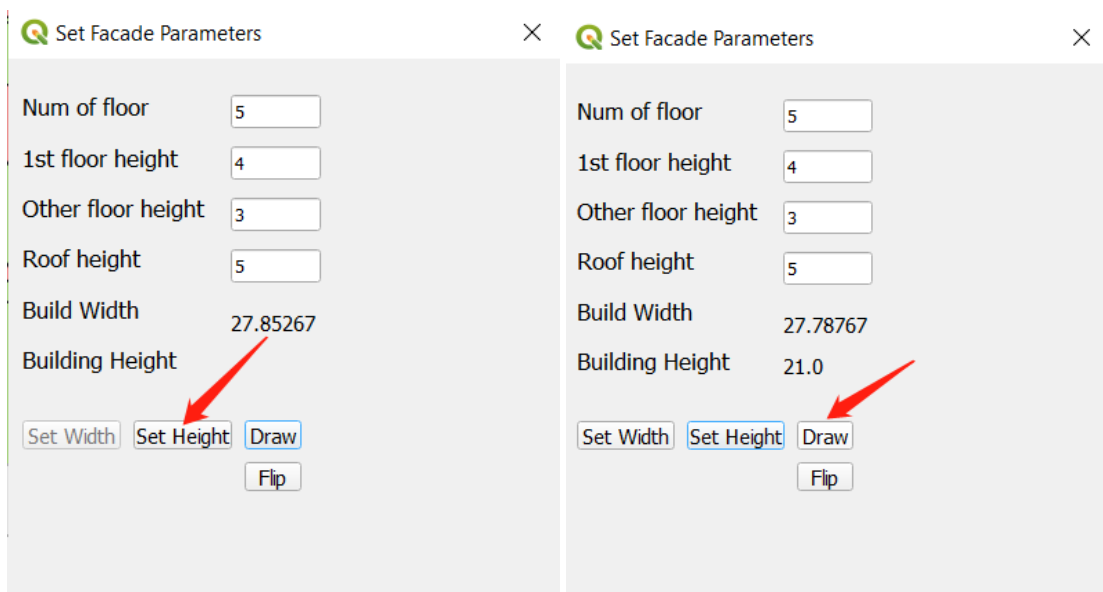 Set Facade Parameters
Num of floor 5
1st floor height 4
Other floor height 3
Roof height 5
Build Width 27.85267
Building Height
Set Width Set Height Draw
Flip
Set Facade Parameters
Num of floor 5
1st floor height 4
Other floor height 3
Roof height 5
Build Width 27.78767
Building Height 21.0
Set Width Set Height Draw
Flip